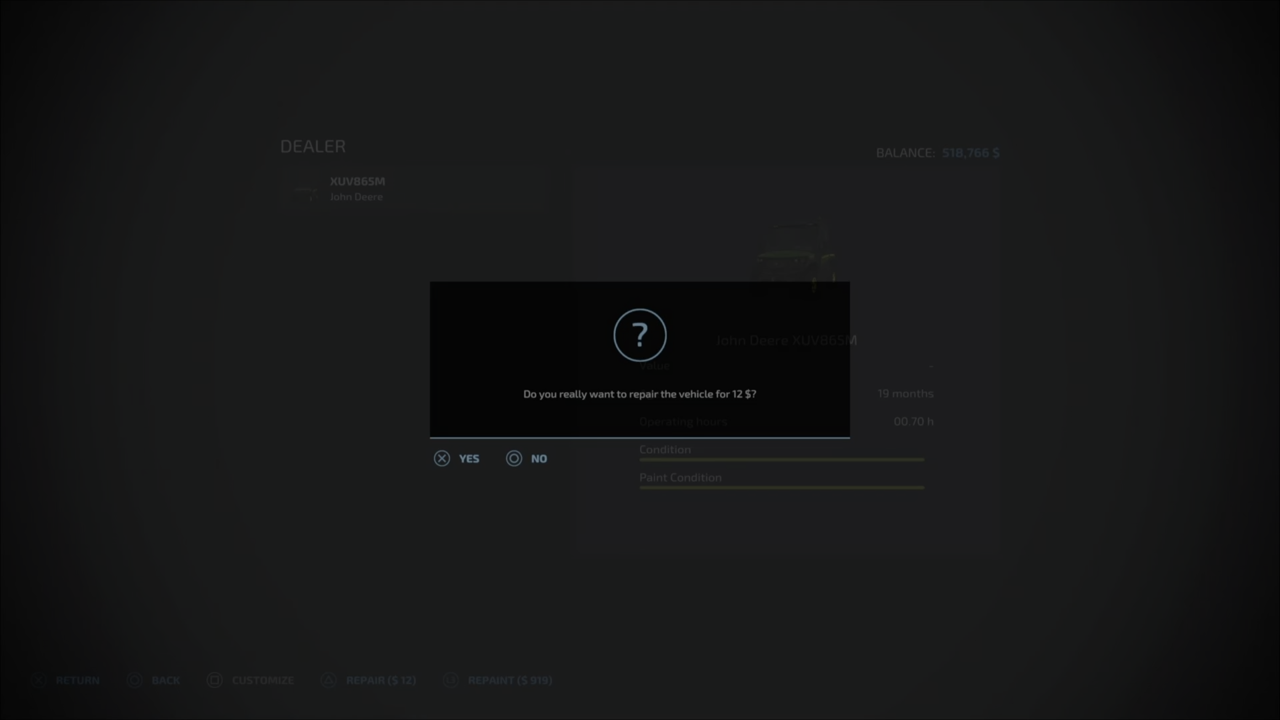 DEALER
BALANCE: 518,766 $
XUV865M
John Deere
?
John Deere XUV865M
Value -
Do you really want to repair the vehicle for 12 $?
19 months
Operating hours 00.70 h
YES NO
Condition
Paint Condition
RETURN BACK CUSTOMIZE REPAIR ($ 12) REPAINT ($ 919)